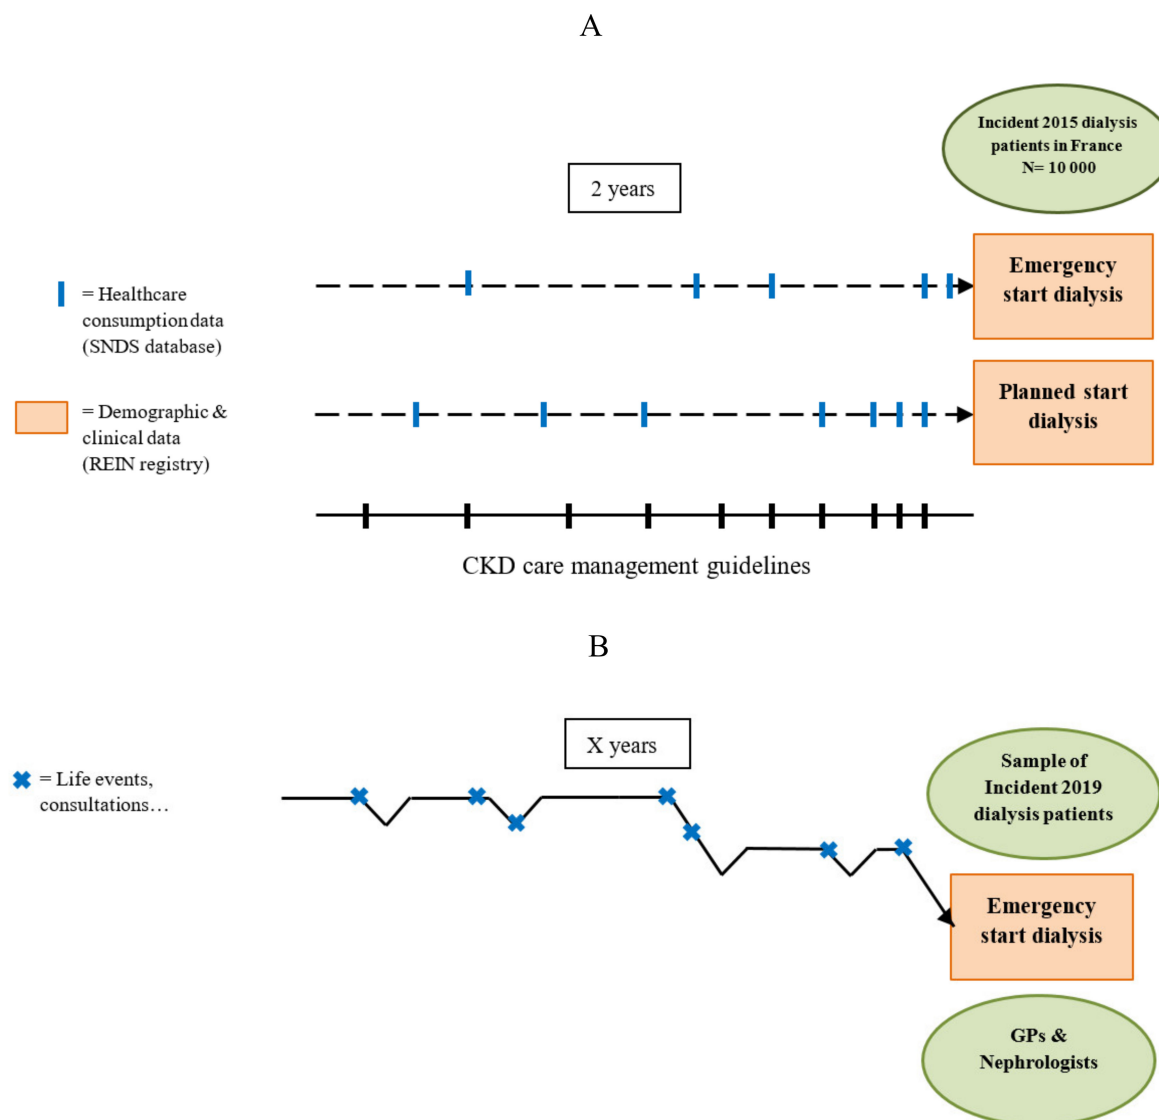 A
Incident 2015 dialysis
patients in France
N= 10 000
2 years
Emergency
start dialysis
= Healthcare
consumption data
(SNDS database)
Planned start
dialysis
= Demographic &
clinical data
(REIN registry)
CKD care management guidelines
B
X years
Sample of
Incident 2019
dialysis patients
= Life events,
consultations…
Emergency
start dialysis
GPs &
Nephrologists